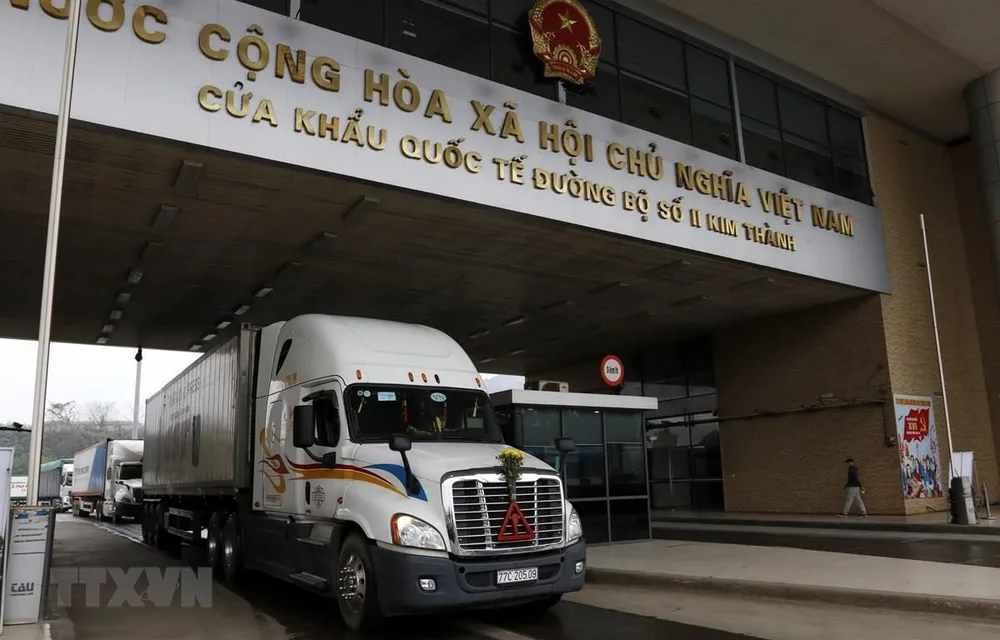 NƯỚC CỘNG HÒA XÃ HỘI CHỦ NGHĨA VIỆT NAM
CỬA KHẨU QUỐC TẾ ĐƯỜNG BỘ SỐ II KIM THÀNH
5km/h
77C-205.09
TTXVN